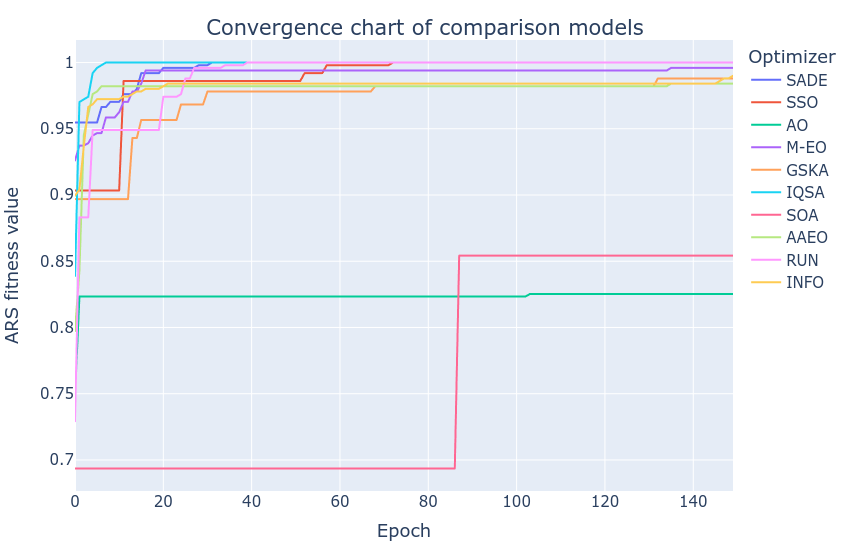 Convergence chart of comparison models
ARS fitness value
1
0.95
0.9
0.85
0.8
0.75
0.7
0 20 40 60 80 100 120 140
Epoch
Optimizer
SADE
SSO
AO
M-EO
GSKA
IQSA
SOA
AAEO
RUN
INFO